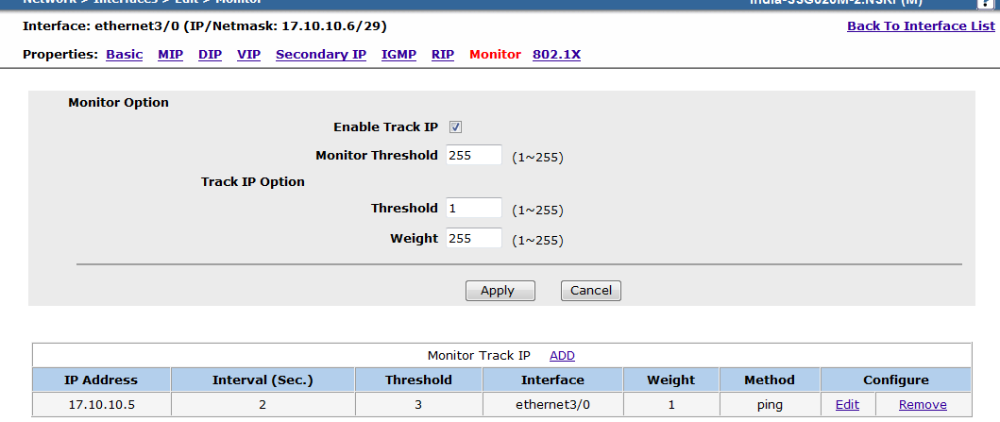 Network > Interfaces > Edit > Monitor
india-SSG620M-2:NSRP(M) ?
Interface: ethernet3/0 (IP/Netmask: 17.10.10.6/29) Back To Interface List
Properties: Basic MIP DIP VIP Secondary IP IGMP RIP Monitor 802.1X
Monitor Option
Enable Track IP
Monitor Threshold 255 (1~255)
Track IP Option
Threshold 1 (1~255)
Weight 255 (1~255)
Apply Cancel
Monitor Track IP ADD
IP Address Interval (Sec.) Threshold Interface Weight Method Configure
17.10.10.5 2 3 ethernet3/0 1 ping Edit Remove